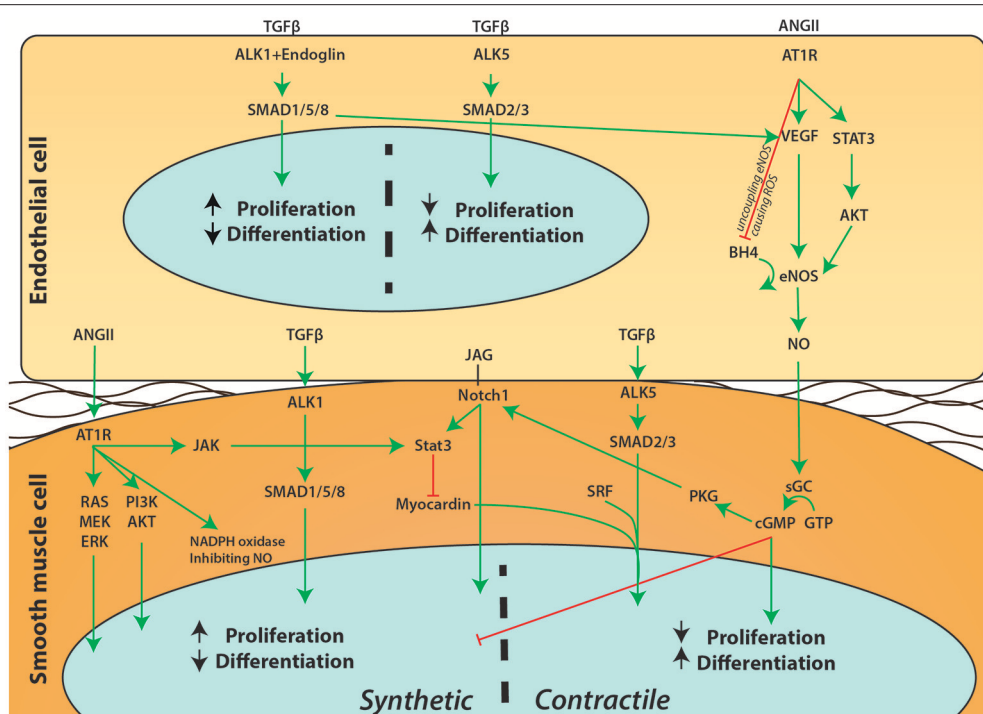 TGFβ
TGFβ
ANGII
ALK1+Endoglin
ALK5
AT1R
SMAD1/5/8
SMAD2/3
VEGF
STAT3
uncoupling eNOS
causing ROS
AKT
BH4
eNOS
NO
Proliferation
Differentiation
Proliferation
Differentiation
Endothelial cell
ANGII
TGFβ
JAG
TGFβ
ALK1
Notch1
ALK5
AT1R
JAK
Stat3
SMAD2/3
SMAD1/5/8
Myocardin
SRF
PKG
sGC
cGMP
GTP
RAS
MEK
ERK
PI3K
AKT
NADPH oxidase
Inhibiting NO
Proliferation
Differentiation
Proliferation
Differentiation
Synthetic
Contractile
Smooth muscle cell